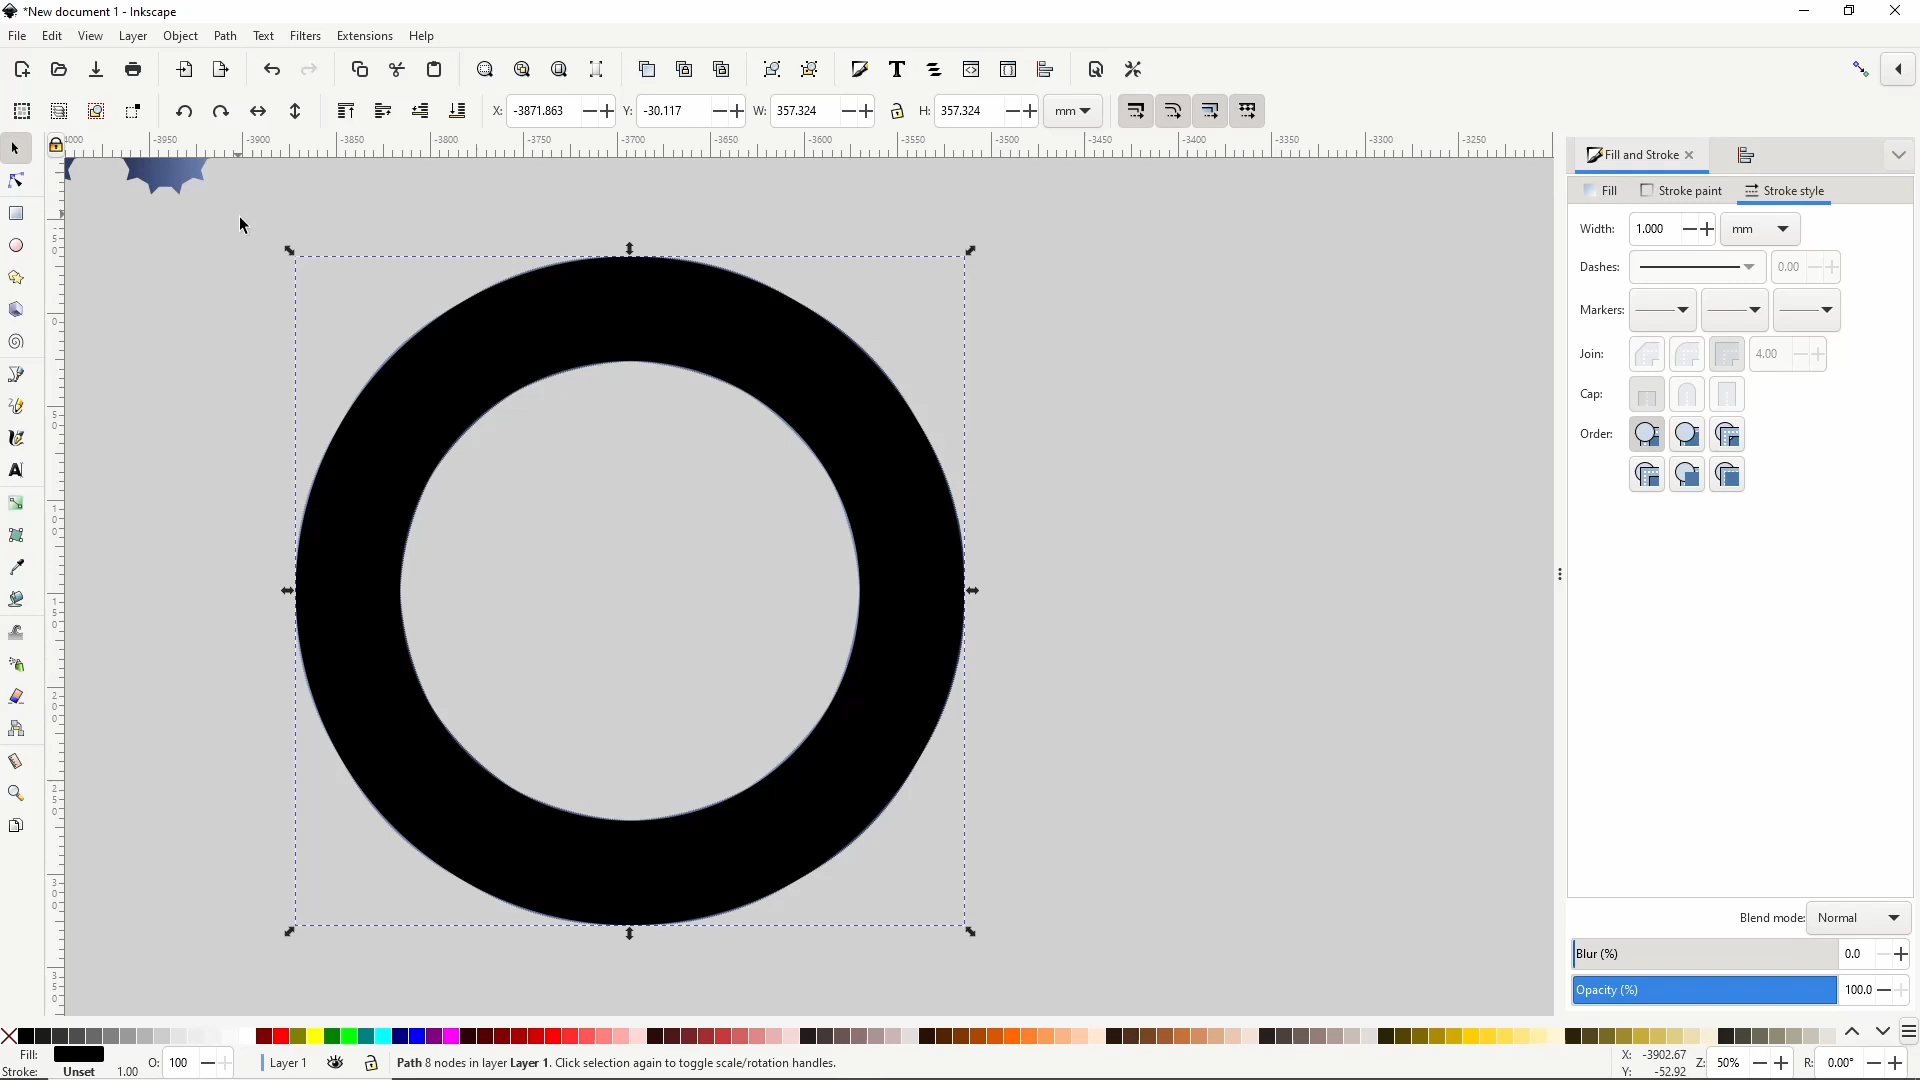 *New document 1 - Inkscape
File Edit View Layer Object Path Text Filters Extensions Help
X: -3871.863 Y: -30.117 W: 357.324 H: 357.324 mm
-3950 -3900 -3850 -3800 -3750 -3700 -3650 -3600 -3550 -3500 -3450 -3400 -3350 -3300 -3250
Fill and Stroke
Fill Stroke paint Stroke style
Width: 1.000 mm
Dashes: 0.00
Markers:
Join: 4.00
Cap:
Order:
Blend mode: Normal
Blur (%) 0.0
Opacity (%) 100.0
Fill:
Stroke: Unset 1.00
O: 100
Layer 1
Path 8 nodes in layer Layer 1. Click selection again to toggle scale/rotation handles.
X: -3902.67
Y: -52.92
Z: 50%
R: 0.00°